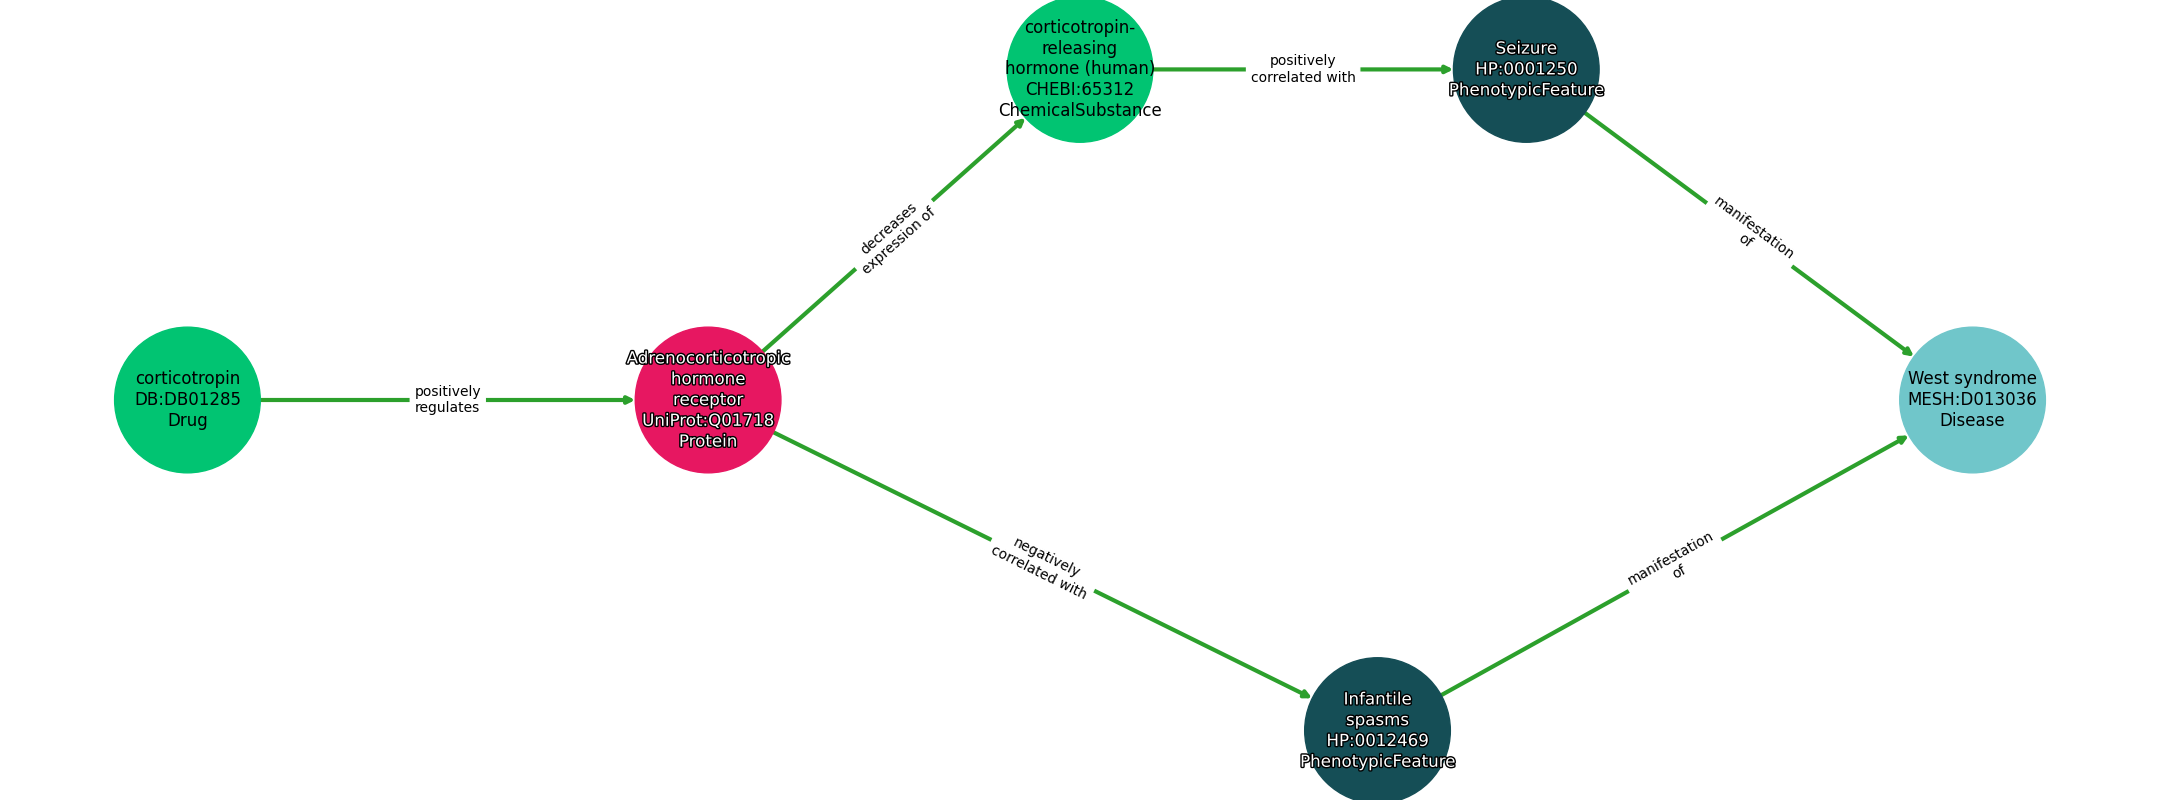 corticotropin-
releasing
hormone (human)
CHEBI:65312
ChemicalSubstance
positively
correlated with
Seizure
HP:0001250
PhenotypicFeature
decreases
expression of
manifestation
of
corticotropin
DB:DB01285
Drug
positively
regulates
Adrenocorticotropic
hormone
receptor
UniProt:Q01718
Protein
West syndrome
MESH:D013036
Disease
negatively
correlated with
manifestation
of
Infantile
spasms
HP:0012469
PhenotypicFeature